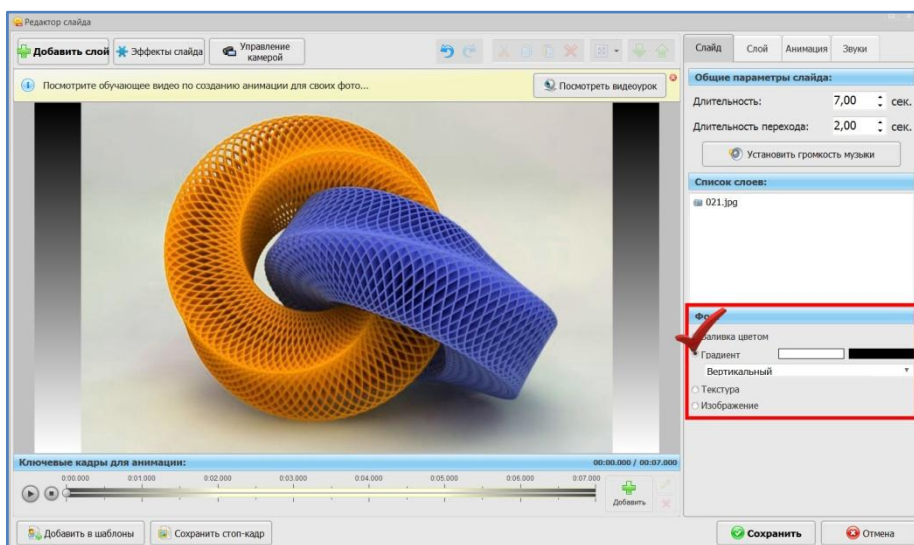 Редактор слайда
Добавить слой
Эффекты слайда
Управление
камерой
Слайд
Слой
Анимация
Звуки
Посмотрите обучающее видео по созданию анимации для своих фото...
Посмотреть видеоурок
Общие параметры слайда:
Длительность: 7,00 сек.
Длительность перехода: 2,00 сек.
Установить громкость музыки
Список слоев:
021.jpg
Заливка цветом
Градиент
Вертикальный
Текстура
Изображение
Ключевые кадры для анимации: 00:00.000 / 00:07.000
0:00.000 0:01.000 0:02.000 0:03.000 0:04.000 0:05.000 0:06.000 0:07.000
Добавить
Добавить в шаблоны
Сохранить стоп-кадр
Сохранить
Отмена